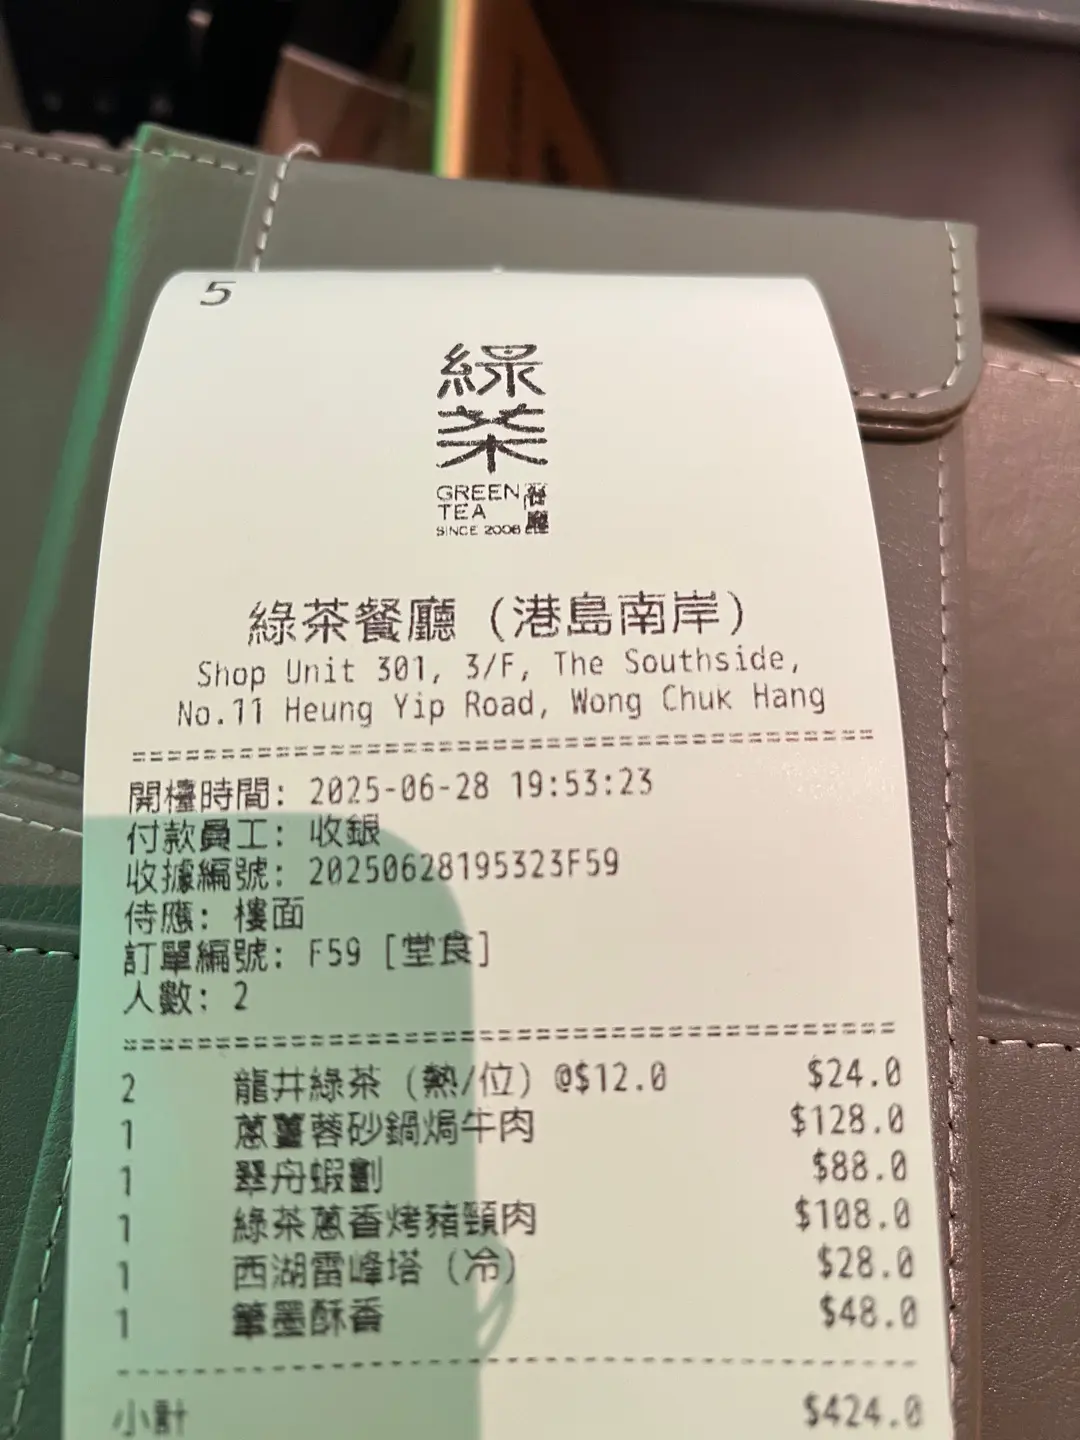 5
綠
茶
GREEN 餐
TEA 廳
SINCE 2008
綠茶餐廳 (港島南岸)
Shop Unit 301, 3/F, The Southside,
No.11 Heung Yip Road, Wong Chuk Hang
開檯時間: 2025-06-28 19:53:23
付款員工: 收銀
收據編號: 20250628195323F59
侍應: 樓面
訂單編號: F59 [堂食]
人數: 2
2 龍井綠茶 (熱/位) @$12.0 $24.0
1 蔥薑蓉砂鍋焗牛肉 $128.0
1 翠舟蝦劃 $88.0
1 綠茶蔥香烤豬頸肉 $108.0
1 西湖雷峰塔 (冷) $28.0
1 筆墨酥香 $48.0
小計 $424.0